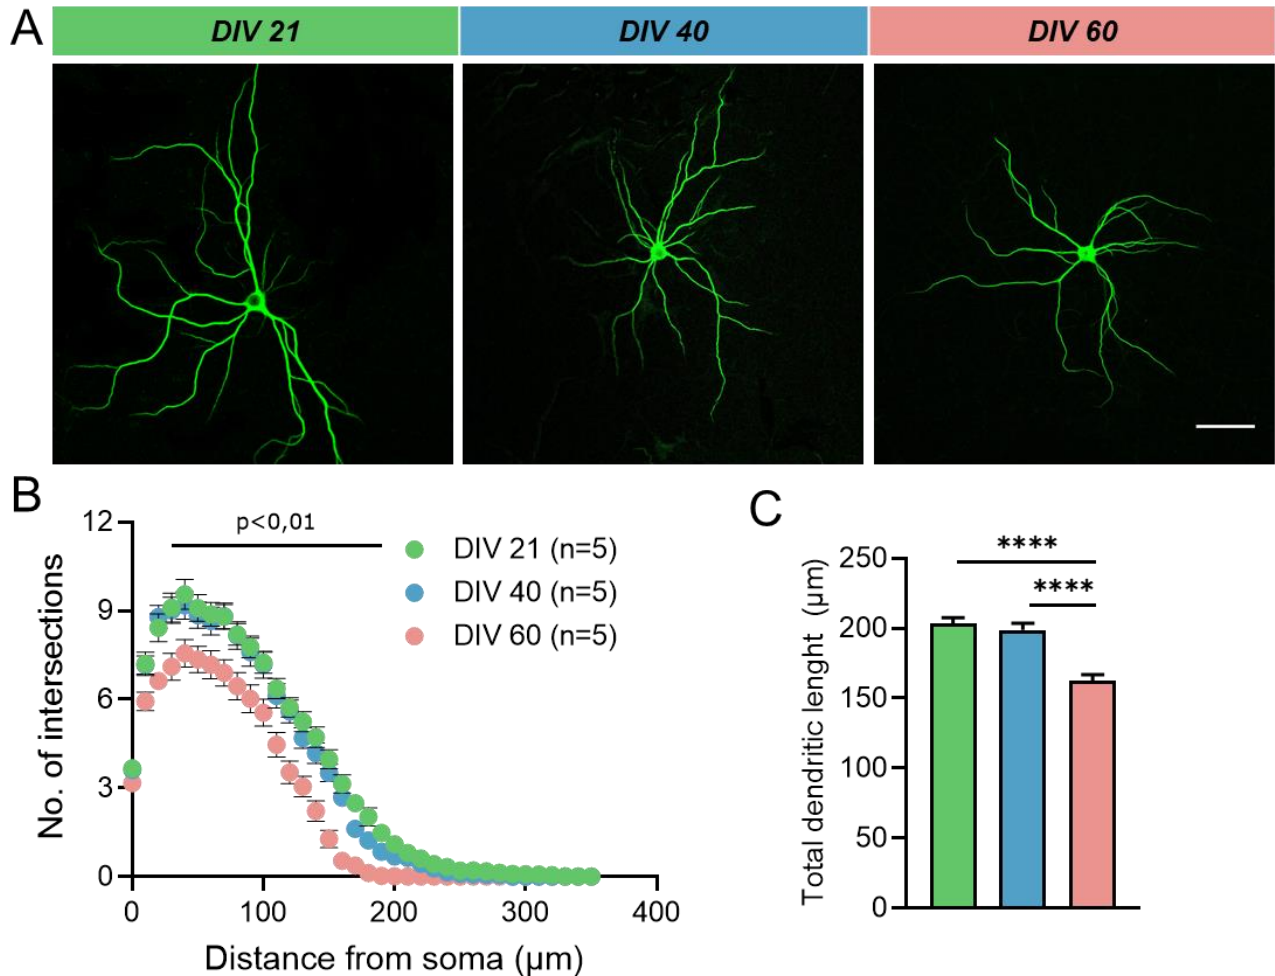 A
DIV 21
DIV 40
DIV 60
B
12
9
6
3
0
No. of intersections
p<0,01
DIV 21 (n=5)
DIV 40 (n=5)
DIV 60 (n=5)
0
100
200
300
400
Distance from soma (µm)
C
250
200
150
100
50
0
Total dendritic lenght (µm)
****
****